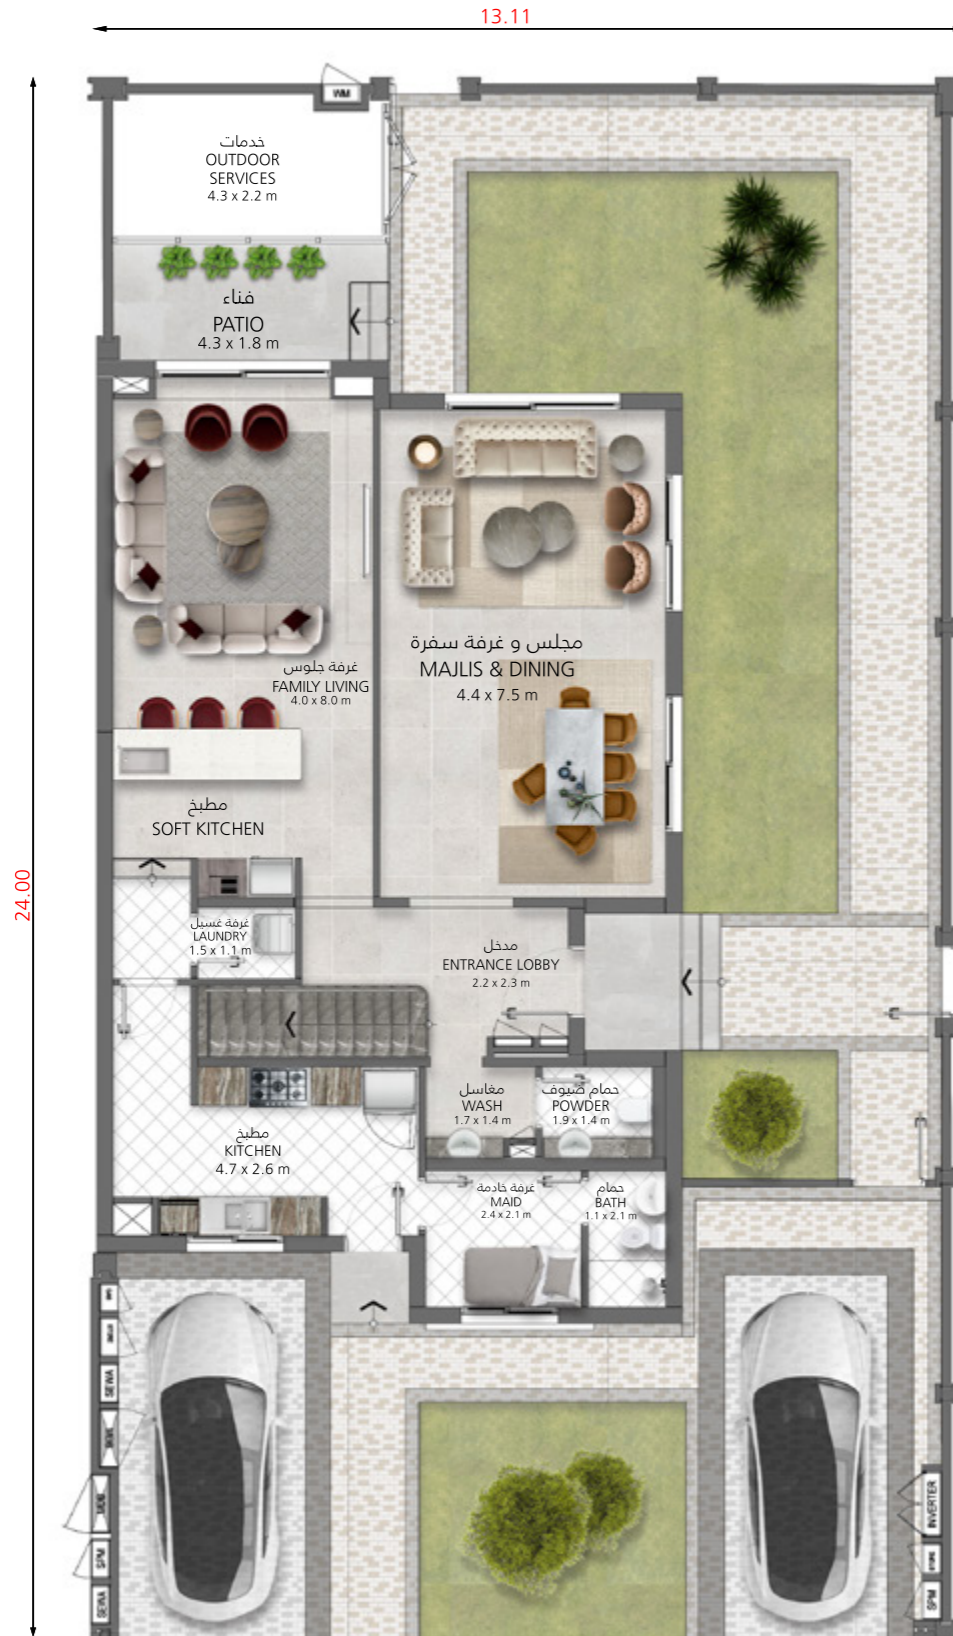 13.11
24.00
WM
خدمات
OUTDOOR
SERVICES
4.3 x 2.2 m
فناء
PATIO
4.3 x 1.8 m
غرفة جلوس
FAMILY LIVING
4.0 x 8.0 m
مجلس و غرفة سفرة
MAJLIS & DINING
4.4 x 7.5 m
مطبخ
SOFT KITCHEN
غرفة غسيل
LAUNDRY
1.5 x 1.1 m
مدخل
ENTRANCE LOBBY
2.2 x 2.3 m
مغاسل
WASH
1.7 x 1.4 m
حمام ضيوف
POWDER
1.9 x 1.4 m
مطبخ
KITCHEN
4.7 x 2.6 m
غرفة خادمة
MAID
2.4 x 2.1 m
حمام
BATH
1.1 x 2.1 m
SEWA
SPM
SEWA
INVERTER
SPM